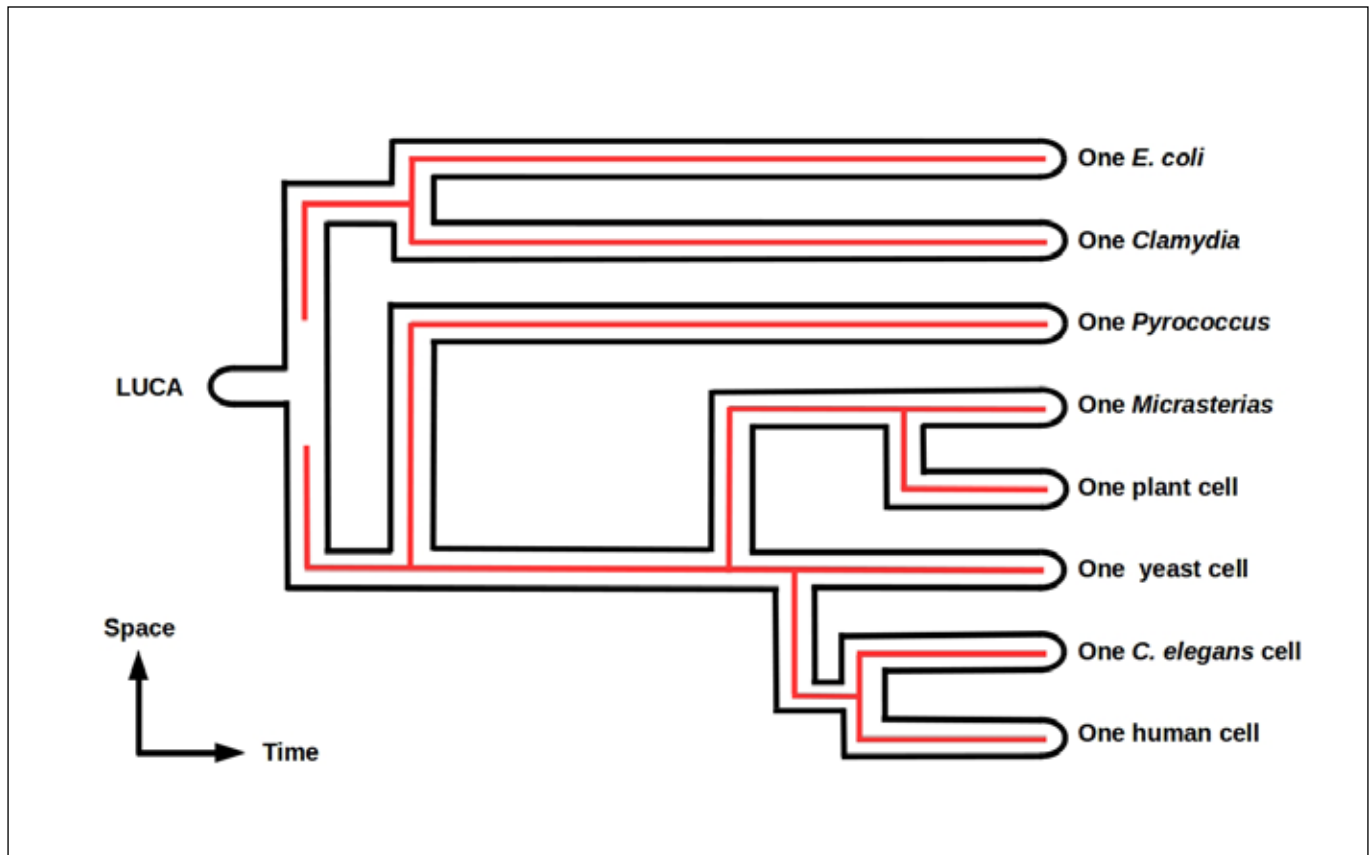 One E. coli
One Clamydia
One Pyrococcus
LUCA
One Micrasterias
One plant cell
One yeast cell
Space
One C. elegans cell
One human cell
Time